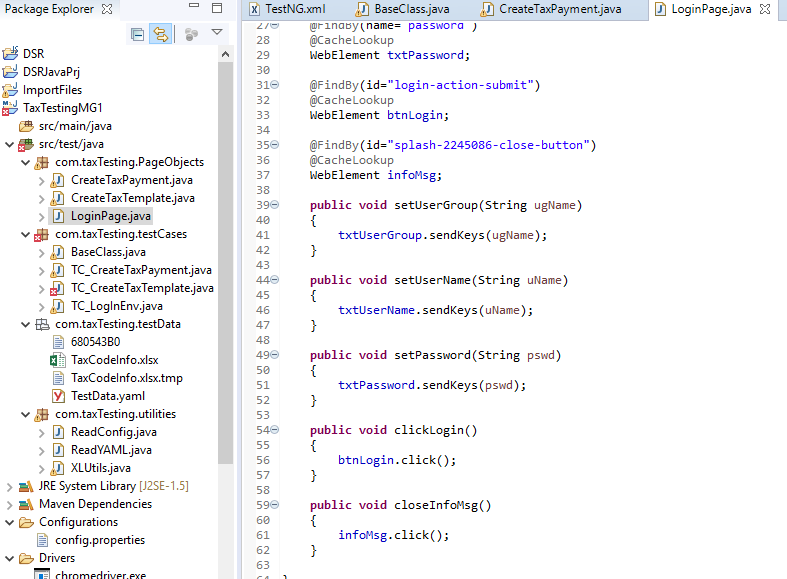 Package Explorer
DSR
DSRJavaPrj
ImportFiles
TaxTestingMG1
src/main/java
src/test/java
com.taxTesting.PageObjects
CreateTaxPayment.java
CreateTaxTemplate.java
LoginPage.java
com.taxTesting.testCases
BaseClass.java
TC_CreateTaxPayment.java
TC_CreateTaxTemplate.java
TC_LogInEnv.java
com.taxTesting.testData
680543B0
TaxCodeInfo.xlsx
TaxCodeInfo.xlsx.tmp
TestData.yaml
com.taxTesting.utilities
ReadConfig.java
ReadYAML.java
XLUtils.java
JRE System Library [J2SE-1.5]
Maven Dependencies
Configurations
config.properties
Drivers
chromedriver.exe
TestNG.xml BaseClass.java CreateTaxPayment.java LoginPage.java
27 @FindBy(name="password")
28 @CacheLookup
29 WebElement txtPassword;
30
31 @FindBy(id="login-action-submit")
32 @CacheLookup
33 WebElement btnLogin;
34
35 @FindBy(id="splash-2245086-close-button")
36 @CacheLookup
37 WebElement infoMsg;
38
39 public void setUserGroup(String ugName)
40 {
41 txtUserGroup.sendKeys(ugName);
42 }
43
44 public void setUserName(String uName)
45 {
46 txtUserName.sendKeys(uName);
47 }
48
49 public void setPassword(String pswd)
50 {
51 txtPassword.sendKeys(pswd);
52 }
53
54 public void clickLogin()
55 {
56 btnLogin.click();
57 }
58
59 public void closeInfoMsg()
60 {
61 infoMsg.click();
62 }
63
64 }